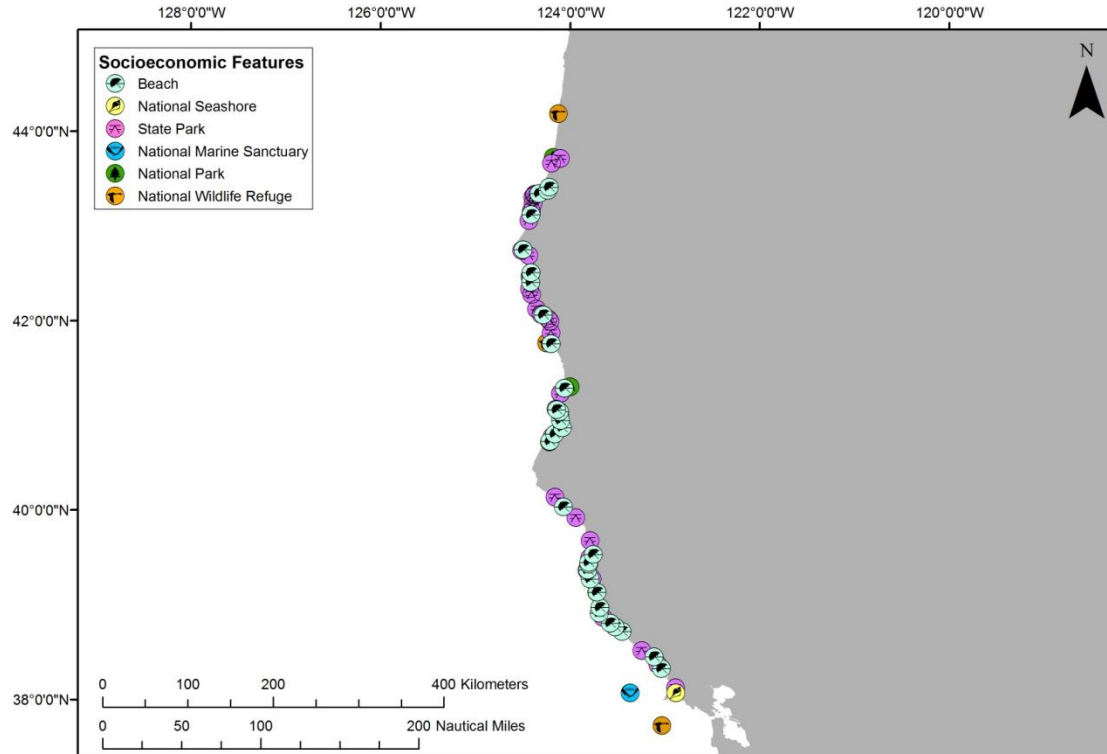 128°0'0"W 126°0'0"W 124°0'0"W 122°0'0"W 120°0'0"W
N
Socioeconomic Features
Beach
National Seashore
State Park
National Marine Sanctuary
National Park
National Wildlife Refuge
44°0'0"N
42°0'0"N
40°0'0"N
38°0'0"N
0 100 200 400 Kilometers
0 50 100 200 Nautical Miles